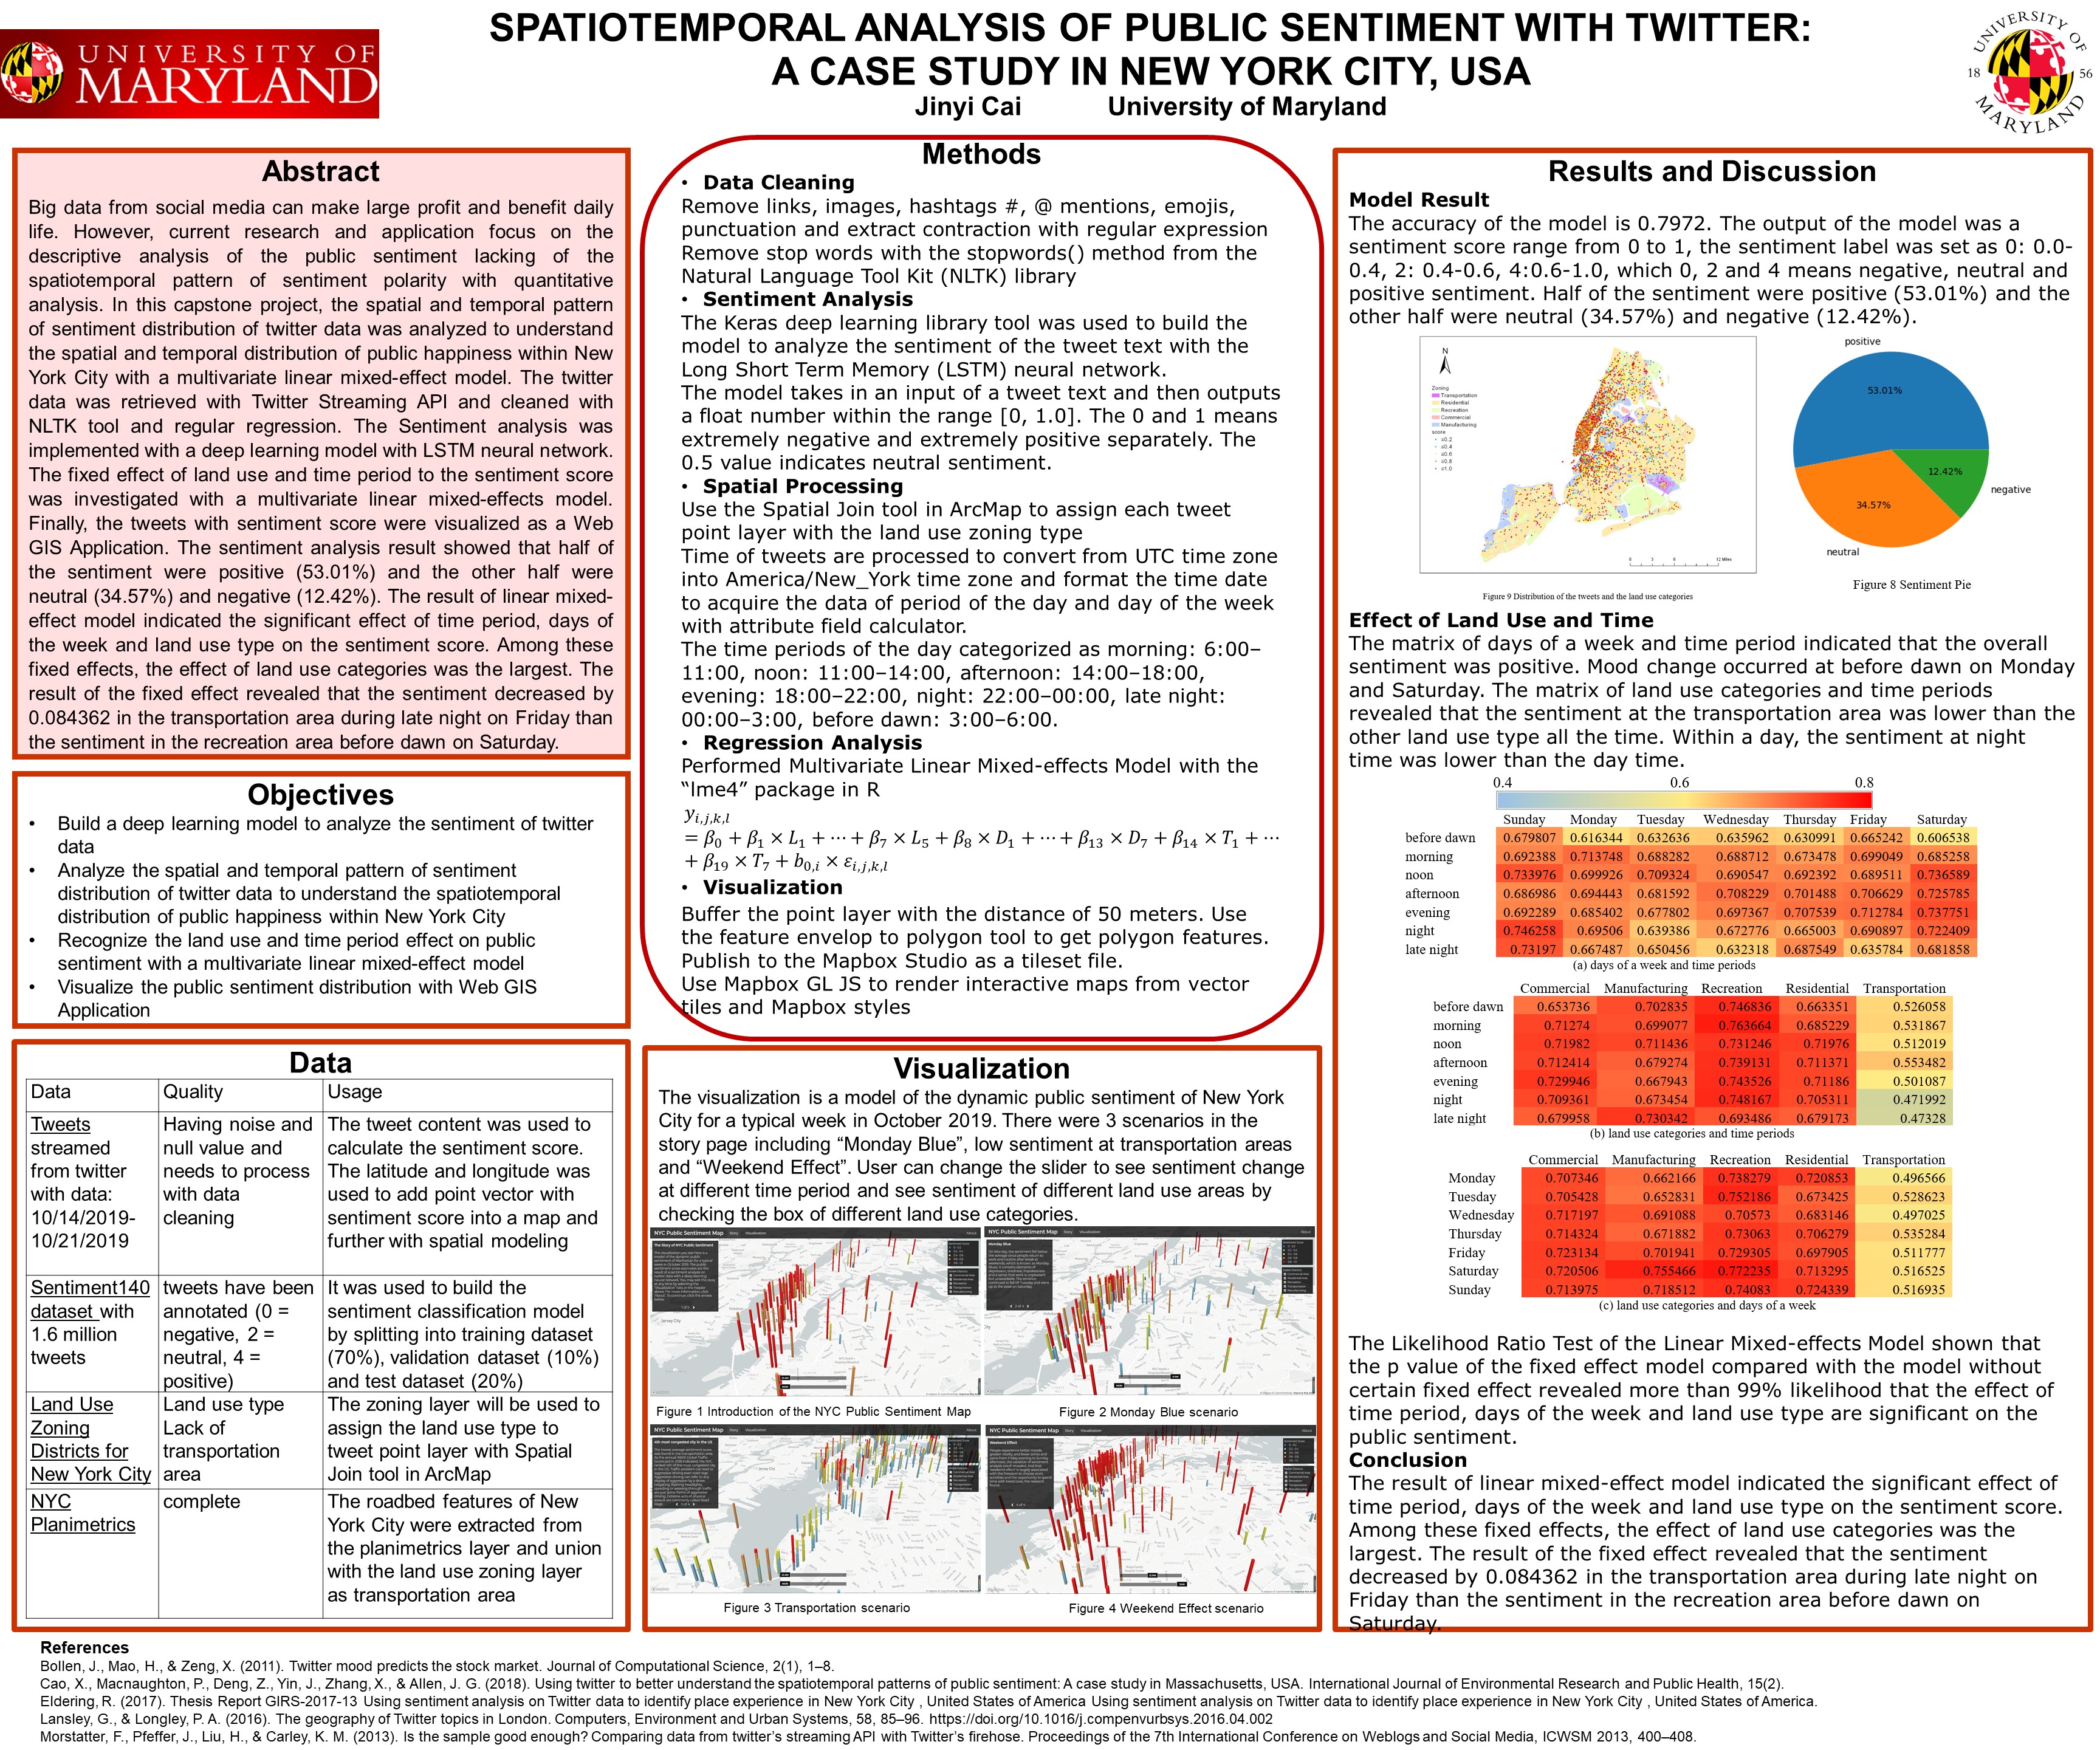 UNIVERSITY OF
MARYLAND
SPATIOTEMPORAL ANALYSIS OF PUBLIC SENTIMENT WITH TWITTER:
A CASE STUDY IN NEW YORK CITY, USA
Jinyi Cai University of Maryland
UNIVERSITY OF
18 56
MARYLAND
Abstract
Big data from social media can make large profit and benefit daily
life. However, current research and application focus on the
descriptive analysis of the public sentiment lacking of the
spatiotemporal pattern of sentiment polarity with quantitative
analysis. In this capstone project, the spatial and temporal pattern
of sentiment distribution of twitter data was analyzed to understand
the spatial and temporal distribution of public happiness within New
York City with a multivariate linear mixed-effect model. The twitter
data was retrieved with Twitter Streaming API and cleaned with
NLTK tool and regular regression. The Sentiment analysis was
implemented with a deep learning model with LSTM neural network.
The fixed effect of land use and time period to the sentiment score
was investigated with a multivariate linear mixed-effects model.
Finally, the tweets with sentiment score were visualized as a Web
GIS Application. The sentiment analysis result showed that half of
the sentiment were positive (53.01%) and the other half were
neutral (34.57%) and negative (12.42%). The result of linear mixed-
effect model indicated the significant effect of time period, days of
the week and land use type on the sentiment score. Among these
fixed effects, the effect of land use categories was the largest. The
result of the fixed effect revealed that the sentiment decreased by
0.084362 in the transportation area during late night on Friday than
the sentiment in the recreation area before dawn on Saturday.
Objectives
• Build a deep learning model to analyze the sentiment of twitter
data
• Analyze the spatial and temporal pattern of sentiment
distribution of twitter data to understand the spatiotemporal
distribution of public happiness within New York City
• Recognize the land use and time period effect on public
sentiment with a multivariate linear mixed-effect model
• Visualize the public sentiment distribution with Web GIS
Application
Data
Data Quality Usage
Tweets
streamed
from twitter
with data:
10/14/2019-
10/21/2019
Having noise and
null value and
needs to process
with data
cleaning
The tweet content was used to
calculate the sentiment score.
The latitude and longitude was
used to add point vector with
sentiment score into a map and
further with spatial modeling
Sentiment140
dataset with
1.6 million
tweets
tweets have been
annotated (0 =
negative, 2 =
neutral, 4 =
positive)
It was used to build the
sentiment classification model
by splitting into training dataset
(70%), validation dataset (10%)
and test dataset (20%)
Land Use
Zoning
Districts for
New York City
Land use type
Lack of
transportation
area
The zoning layer will be used to
assign the land use type to
tweet point layer with Spatial
Join tool in ArcMap
NYC
Planimetrics
complete
The roadbed features of New
York City were extracted from
the planimetrics layer and union
with the land use zoning layer
as transportation area
Methods
• Data Cleaning
Remove links, images, hashtags #, @ mentions, emojis,
punctuation and extract contraction with regular expression
Remove stop words with the stopwords() method from the
Natural Language Tool Kit (NLTK) library
• Sentiment Analysis
The Keras deep learning library tool was used to build the
model to analyze the sentiment of the tweet text with the
Long Short Term Memory (LSTM) neural network.
The model takes in an input of a tweet text and then outputs
a float number within the range [0, 1.0]. The 0 and 1 means
extremely negative and extremely positive separately. The
0.5 value indicates neutral sentiment.
• Spatial Processing
Use the Spatial Join tool in ArcMap to assign each tweet
point layer with the land use zoning type
Time of tweets are processed to convert from UTC time zone
into America/New_York time zone and format the time date
to acquire the data of period of the day and day of the week
with attribute field calculator.
The time periods of the day categorized as morning: 6:00–
11:00, noon: 11:00–14:00, afternoon: 14:00–18:00,
evening: 18:00–22:00, night: 22:00–00:00, late night:
00:00–3:00, before dawn: 3:00–6:00.
• Regression Analysis
Performed Multivariate Linear Mixed-effects Model with the
“lme4” package in R
y_{i,j,k,l}
= β0 + β1 × L1 + ⋯ + β7 × L5 + β8 × D1 + ⋯ + β13 × D7 + β14 × T1 + ⋯
+ β19 × T7 + b0,i × εi,j,k,l
• Visualization
Buffer the point layer with the distance of 50 meters. Use
the feature envelop to polygon tool to get polygon features.
Publish to the Mapbox Studio as a tileset file.
Use Mapbox GL JS to render interactive maps from vector
tiles and Mapbox styles
Visualization
The visualization is a model of the dynamic public sentiment of New York
City for a typical week in October 2019. There were 3 scenarios in the
story page including “Monday Blue”, low sentiment at transportation areas
and “Weekend Effect”. User can change the slider to see sentiment change
at different time period and see sentiment of different land use areas by
checking the box of different land use categories.
NYC Public Sentiment Map
NYC Public Sentiment Map
Figure 1 Introduction of the NYC Public Sentiment Map
Figure 2 Monday Blue scenario
NYC Public Sentiment Map
NYC Public Sentiment Map
Figure 3 Transportation scenario
Figure 4 Weekend Effect scenario
Results and Discussion
Model Result
The accuracy of the model is 0.7972. The output of the model was a
sentiment score range from 0 to 1, the sentiment label was set as 0: 0.0-
0.4, 2: 0.4-0.6, 4:0.6-1.0, which 0, 2 and 4 means negative, neutral and
positive sentiment. Half of the sentiment were positive (53.01%) and the
other half were neutral (34.57%) and negative (12.42%).
N
Zoning
Transportation
Residential
Recreation
Commercial
Manufacturing
score
≤0.2
≤0.4
≤0.6
≤0.8
≤1.0
0 3 6 12 Miles
Figure 9 Distribution of the tweets and the land use categories
positive
53.01%
12.42%
negative
34.57%
neutral
Figure 8 Sentiment Pie
Effect of Land Use and Time
The matrix of days of a week and time period indicated that the overall
sentiment was positive. Mood change occurred at before dawn on Monday
and Saturday. The matrix of land use categories and time periods
revealed that the sentiment at the transportation area was lower than the
other land use type all the time. Within a day, the sentiment at night
time was lower than the day time.
0.4 0.6 0.8
Sunday Monday Tuesday Wednesday Thursday Friday Saturday
before dawn 0.679807 0.616344 0.632636 0.635962 0.630991 0.665242 0.606538
morning 0.692388 0.713748 0.688282 0.688712 0.673478 0.699049 0.685258
noon 0.733976 0.699926 0.709324 0.690547 0.692392 0.689511 0.736589
afternoon 0.686986 0.694443 0.681592 0.708229 0.701488 0.706629 0.725785
evening 0.692289 0.685402 0.677802 0.697367 0.707539 0.712784 0.737751
night 0.746258 0.69506 0.639386 0.672776 0.665003 0.690897 0.722409
late night 0.73197 0.667487 0.650456 0.632318 0.687549 0.635784 0.681858
(a) days of a week and time periods
Commercial Manufacturing Recreation Residential Transportation
before dawn 0.653736 0.702835 0.746836 0.663351 0.526058
morning 0.71274 0.699077 0.763664 0.685229 0.531867
noon 0.71982 0.711436 0.731246 0.71976 0.512019
afternoon 0.712414 0.679274 0.739131 0.711371 0.553482
evening 0.729946 0.667943 0.743526 0.71186 0.501087
night 0.709361 0.673454 0.748167 0.705311 0.471992
late night 0.679958 0.730342 0.693486 0.679173 0.47328
(b) land use categories and time periods
Commercial Manufacturing Recreation Residential Transportation
Monday 0.707346 0.662166 0.738279 0.720853 0.496566
Tuesday 0.705428 0.652831 0.752186 0.673425 0.528623
Wednesday 0.717197 0.691088 0.70573 0.683146 0.497025
Thursday 0.714324 0.671882 0.73063 0.706279 0.535284
Friday 0.723134 0.701941 0.729305 0.697905 0.511777
Saturday 0.720506 0.755466 0.772235 0.713295 0.516525
Sunday 0.713975 0.718512 0.74083 0.724339 0.516935
(c) land use categories and days of a week
The Likelihood Ratio Test of the Linear Mixed-effects Model shown that
the p value of the fixed effect model compared with the model without
certain fixed effect revealed more than 99% likelihood that the effect of
time period, days of the week and land use type are significant on the
public sentiment.
Conclusion
The result of linear mixed-effect model indicated the significant effect of
time period, days of the week and land use type on the sentiment score.
Among these fixed effects, the effect of land use categories was the
largest. The result of the fixed effect revealed that the sentiment
decreased by 0.084362 in the transportation area during late night on
Friday than the sentiment in the recreation area before dawn on
Saturday.
References
Bollen, J., Mao, H., & Zeng, X. (2011). Twitter mood predicts the stock market. Journal of Computational Science, 2(1), 1–8.
Cao, X., Macnaughton, P., Deng, Z., Yin, J., Zhang, X., & Allen, J. G. (2018). Using twitter to better understand the spatiotemporal patterns of public sentiment: A case study in Massachusetts, USA. International Journal of Environmental Research and Public Health, 15(2).
Eldering, R. (2017). Thesis Report GIRS-2017-13 Using sentiment analysis on Twitter data to identify place experience in New York City , United States of America Using sentiment analysis on Twitter data to identify place experience in New York City , United States of America.
Lansley, G., & Longley, P. A. (2016). The geography of Twitter topics in London. Computers, Environment and Urban Systems, 58, 85–96. https://doi.org/10.1016/j.compenvurbsys.2016.04.002
Morstatter, F., Pfeffer, J., Liu, H., & Carley, K. M. (2013). Is the sample good enough? Comparing data from twitter’s streaming API with Twitter’s firehose. Proceedings of the 7th International Conference on Weblogs and Social Media, ICWSM 2013, 400–408.